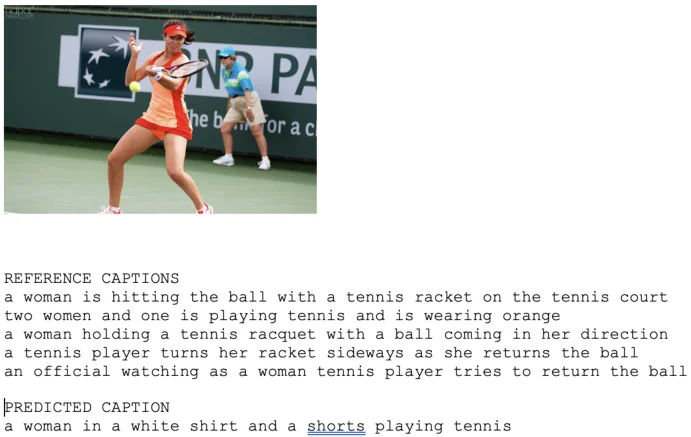 BNP PA
The b for a c
REFERENCE CAPTIONS
a woman is hitting the ball with a tennis racket on the tennis court
two women and one is playing tennis and is wearing orange
a woman holding a tennis racquet with a ball coming in her direction
a tennis player turns her racket sideways as she returns the ball
an official watching as a woman tennis player tries to return the ball
PREDICTED CAPTION
a woman in a white shirt and a shorts playing tennis